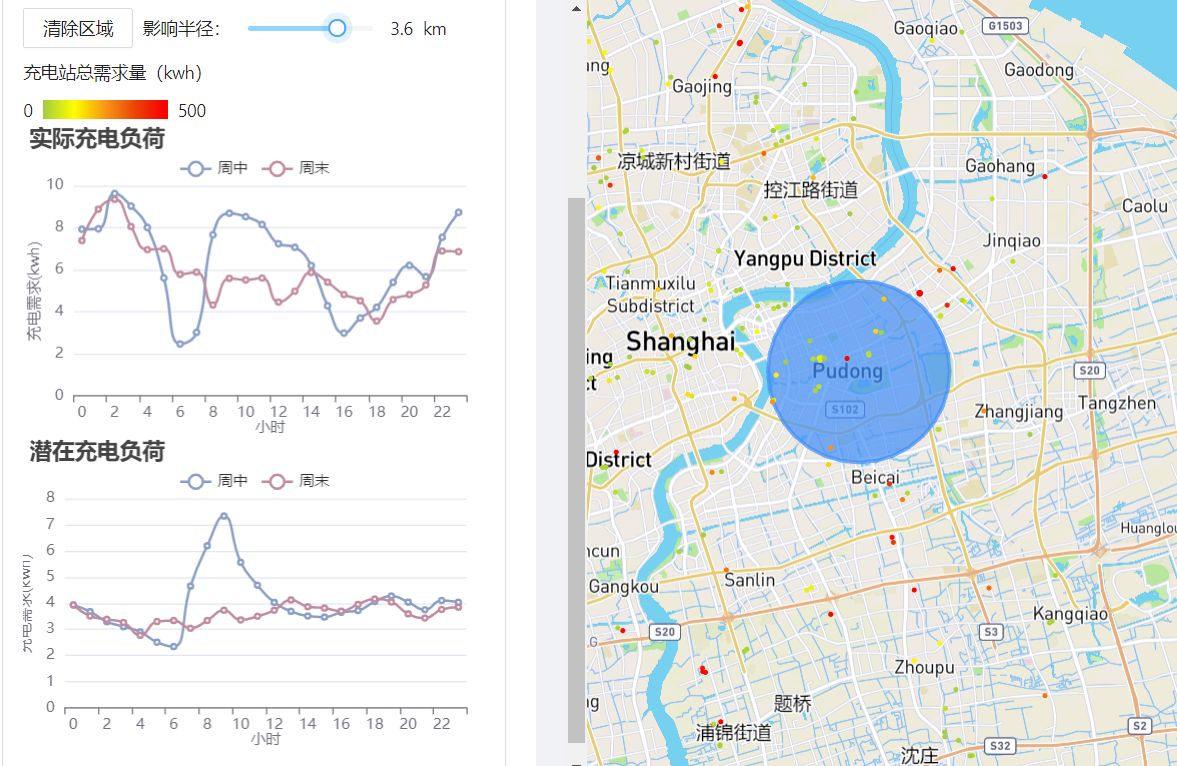 清除区域 影响半径: 3.6 km
充电站总需求量（kwh）
0 500
实际充电负荷
周中 周末
10
8
6
4
2
0
充电需求(kwh)
0 2 4 6 8 10 12 14 16 18 20 22
小时
潜在充电负荷
周中 周末
8
7
6
5
4
3
2
1
0
充电需求(kwh)
0 2 4 6 8 10 12 14 16 18 20 22
小时
Gaoqiao
G1503
Gaodong
ang
Gaojing
凉城新村街道
Gaohang
控江路街道
Caolu
Jinqiao
Yangpu District
Tianmuxilu
Subdistrict
Shanghai
ing
ct
Pudong
S20
S102
Zhangjiang
Tangzhen
District
Beicai
Huanglou
ncun
Gangkou
Sanlin
Kangqiao
S20
G
S3
Zhoupu
ng
题桥
浦锦街道
S2
S32
沈庄